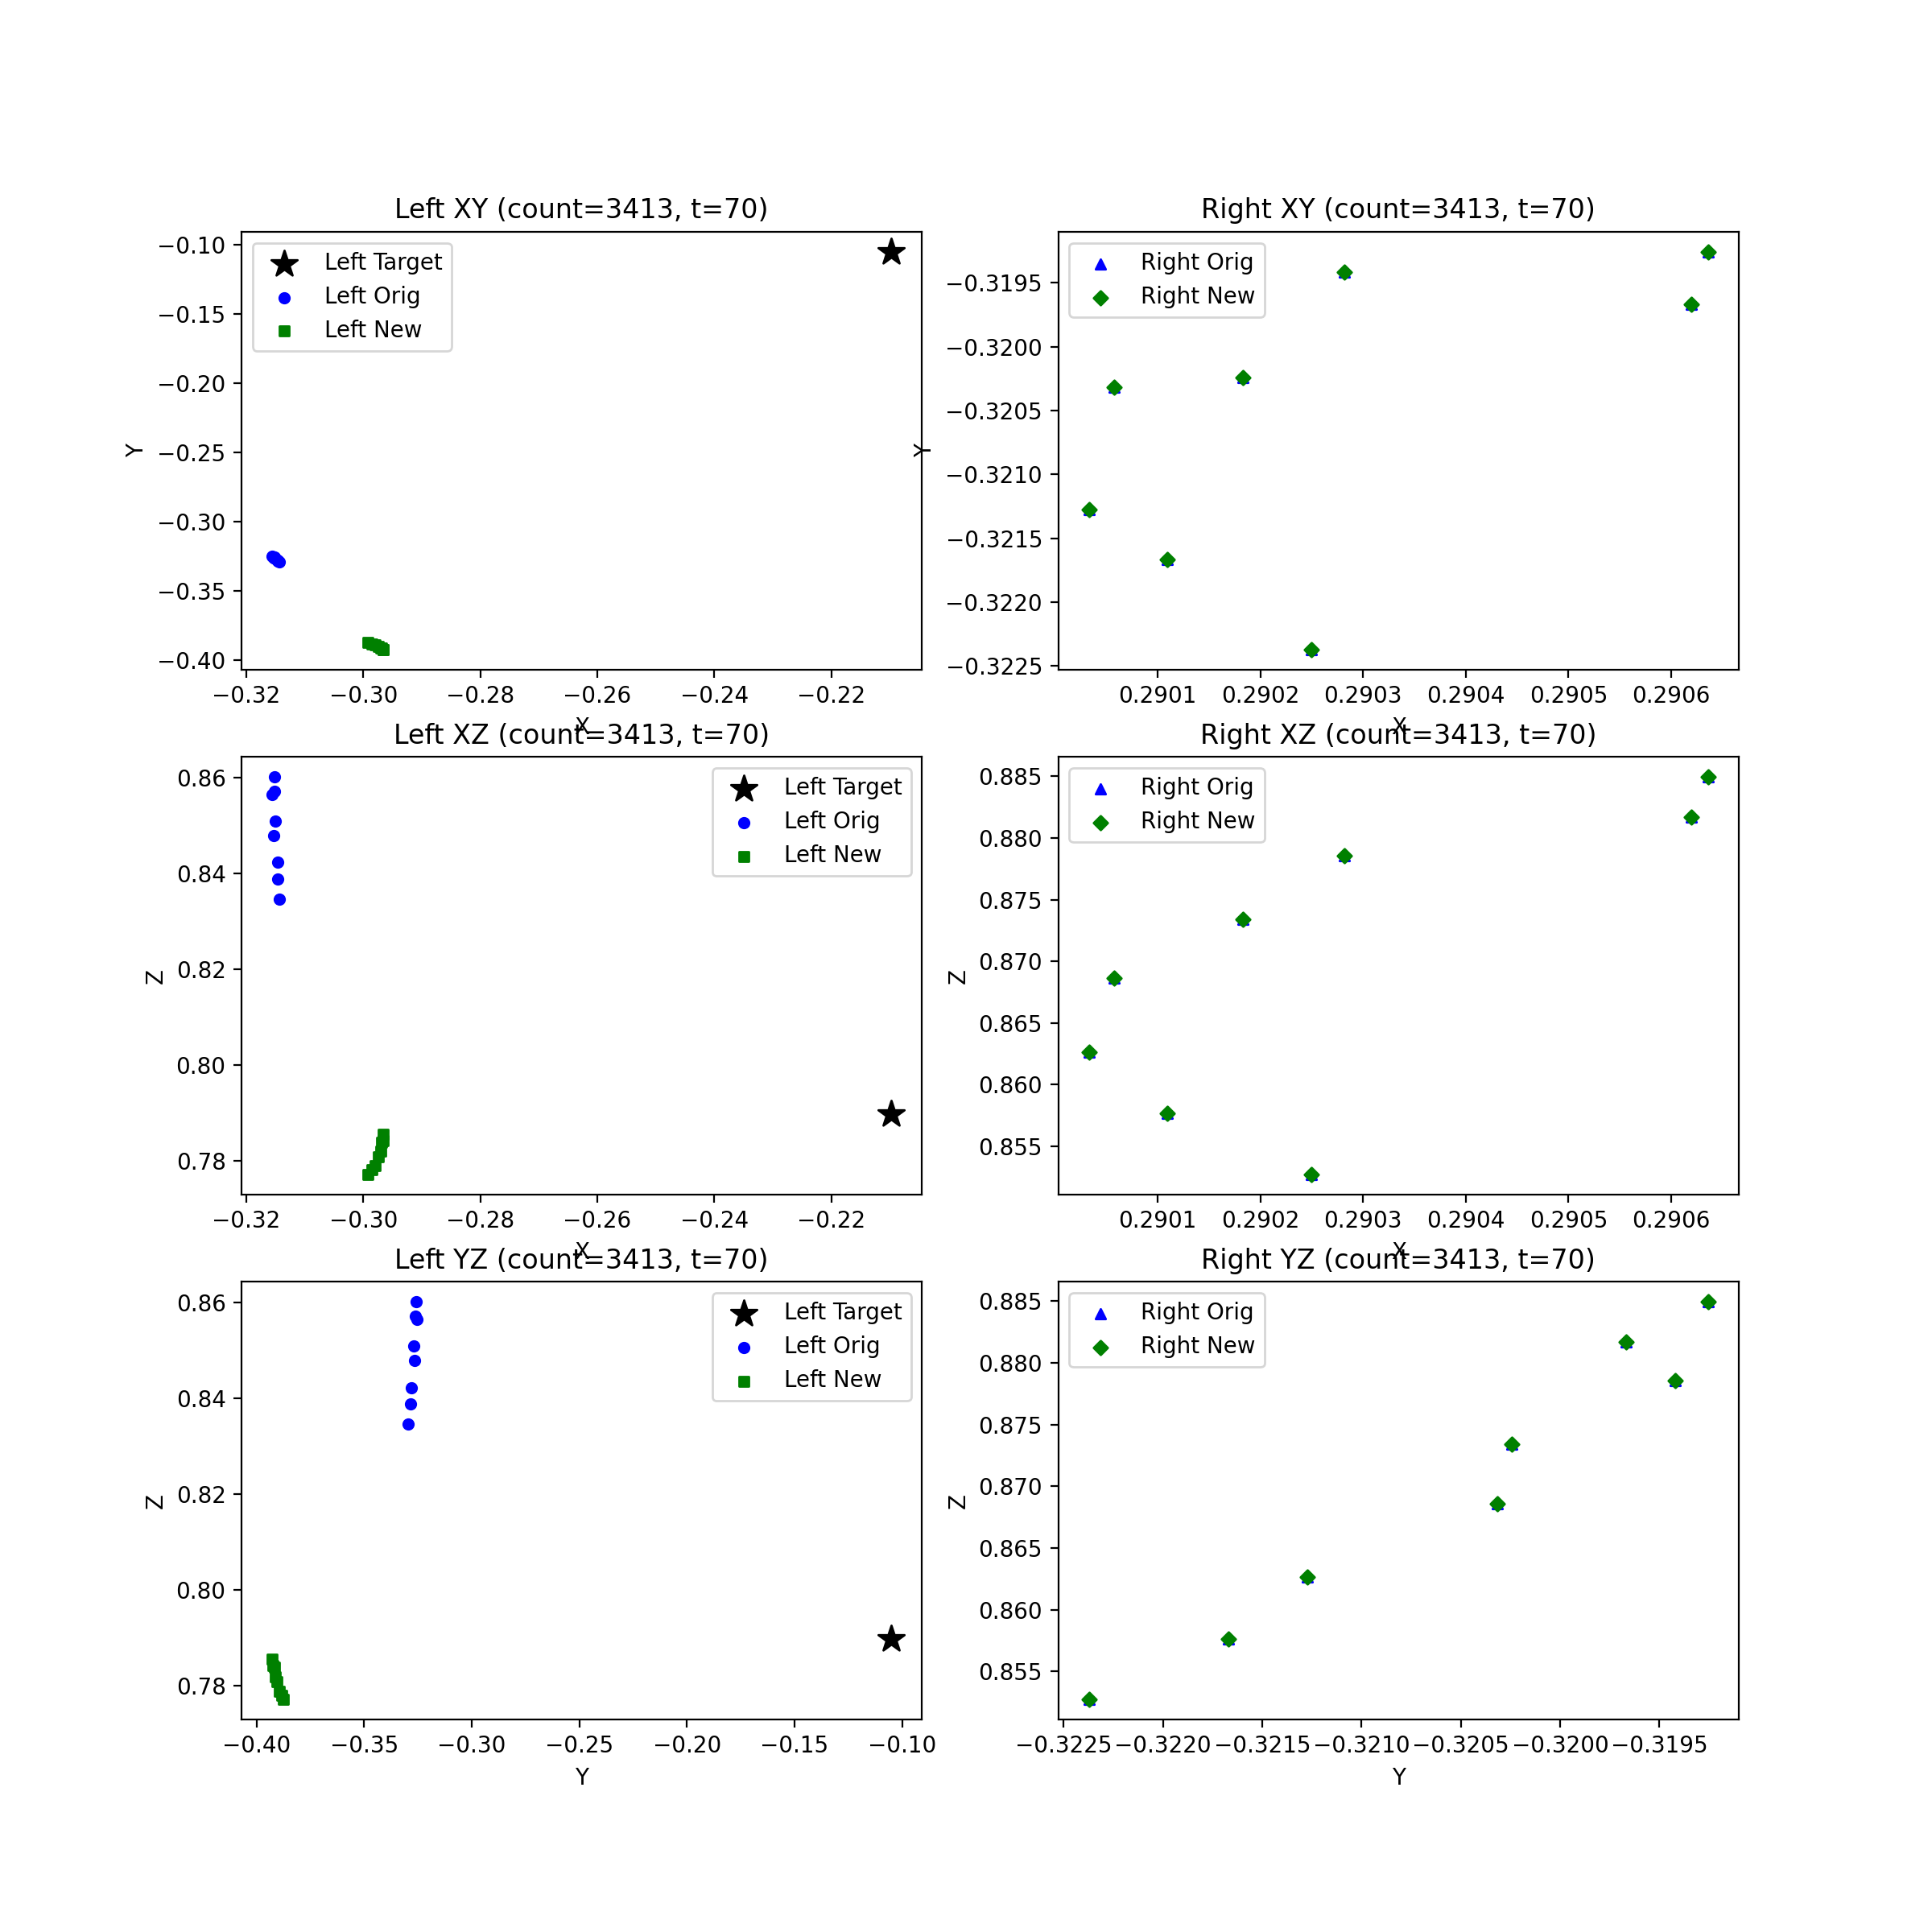 Left XY (count=3413, t=70)
Left Target
Left Orig
Left New
−0.10
−0.15
−0.20
−0.25
−0.30
−0.35
−0.40
Y
−0.32 −0.30 −0.28 −0.26 −0.24 −0.22
X
Right XY (count=3413, t=70)
Right Orig
Right New
−0.3195
−0.3200
−0.3205
−0.3210
−0.3215
−0.3220
−0.3225
Y
0.2901 0.2902 0.2903 0.2904 0.2905 0.2906
X
Left XZ (count=3413, t=70)
Left Target
Left Orig
Left New
0.86
0.84
0.82
0.80
0.78
Z
−0.32 −0.30 −0.28 −0.26 −0.24 −0.22
X
Right XZ (count=3413, t=70)
Right Orig
Right New
0.885
0.880
0.875
0.870
0.865
0.860
0.855
Z
0.2901 0.2902 0.2903 0.2904 0.2905 0.2906
X
Left YZ (count=3413, t=70)
Left Target
Left Orig
Left New
0.86
0.84
0.82
0.80
0.78
Z
−0.40 −0.35 −0.30 −0.25 −0.20 −0.15 −0.10
Y
Right YZ (count=3413, t=70)
Right Orig
Right New
0.885
0.880
0.875
0.870
0.865
0.860
0.855
Z
−0.3225 −0.3220 −0.3215 −0.3210 −0.3205 −0.3200 −0.3195
Y